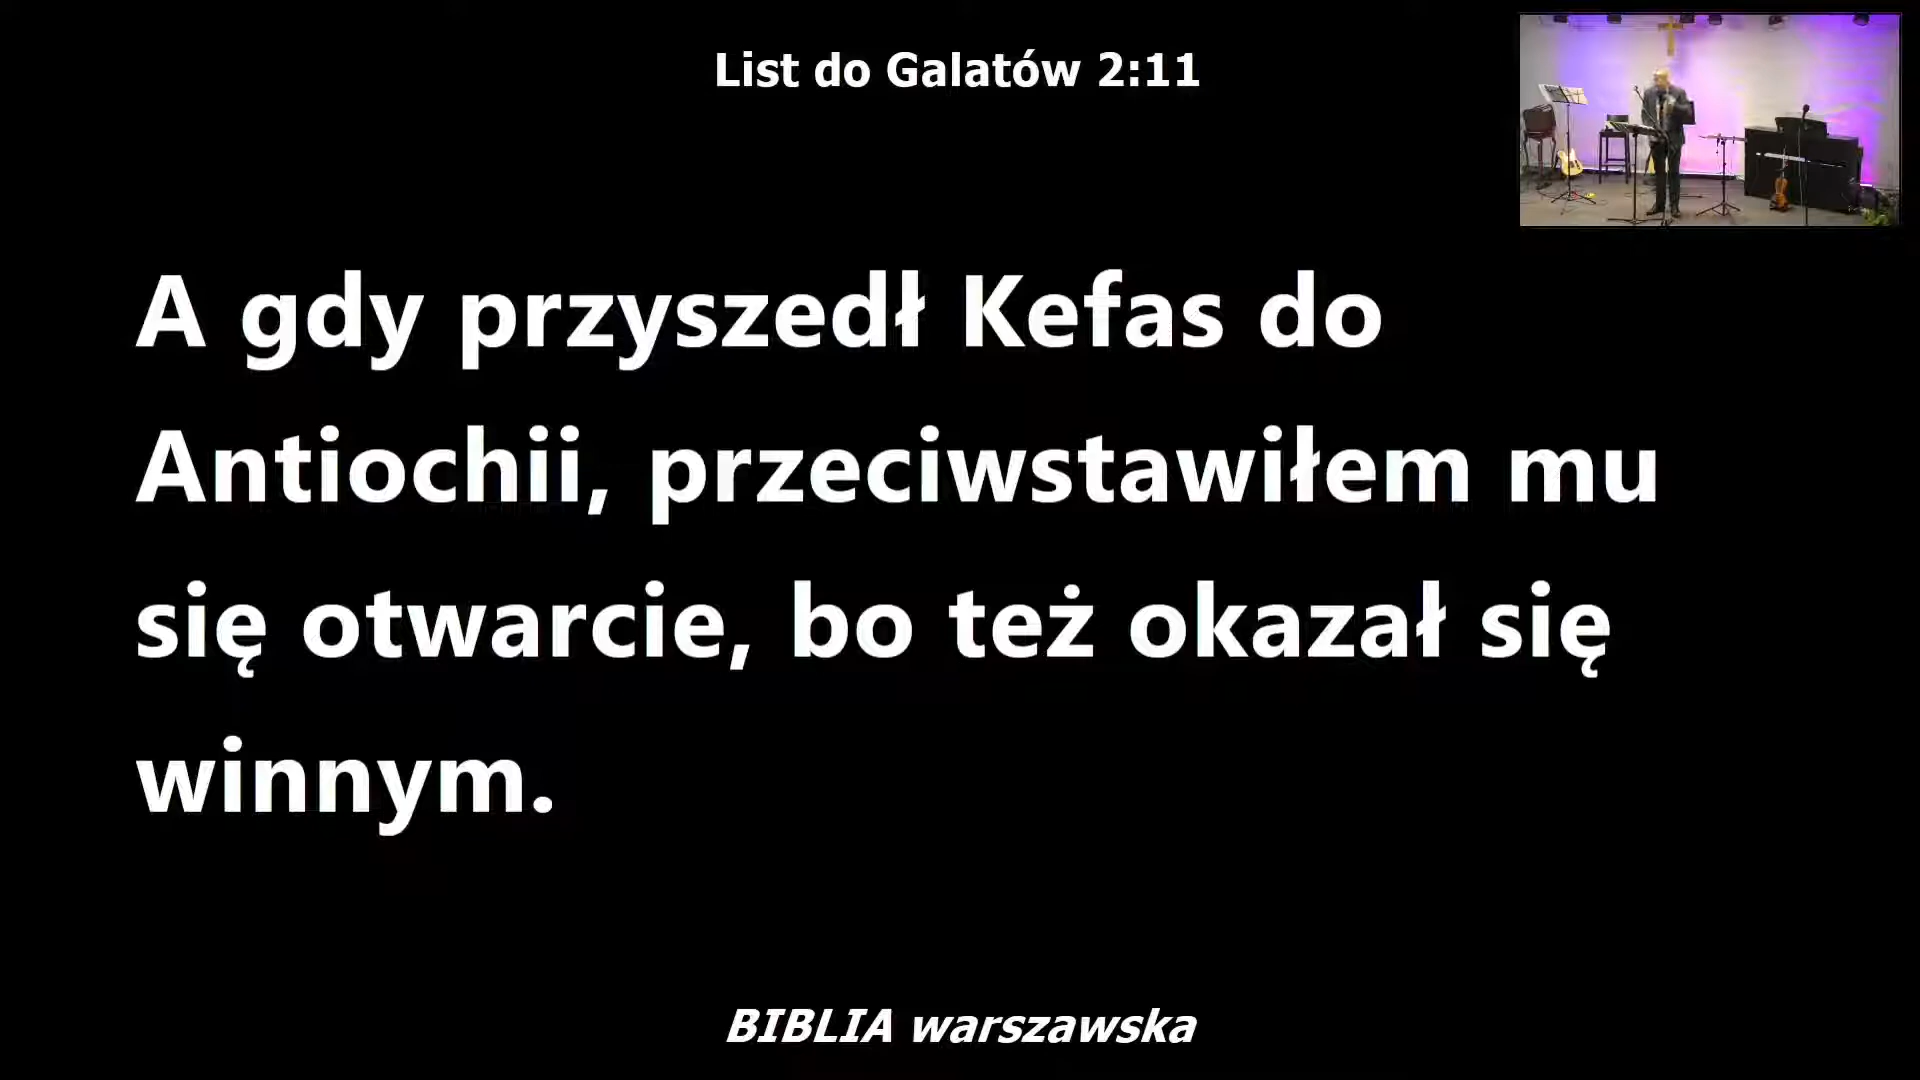 List do Galatów 2:11
A gdy przyszedł Kefas do
Antiochii, przeciwstawiłem mu
się otwarcie, bo też okazał się
winnym.
BIBLIA warszawska